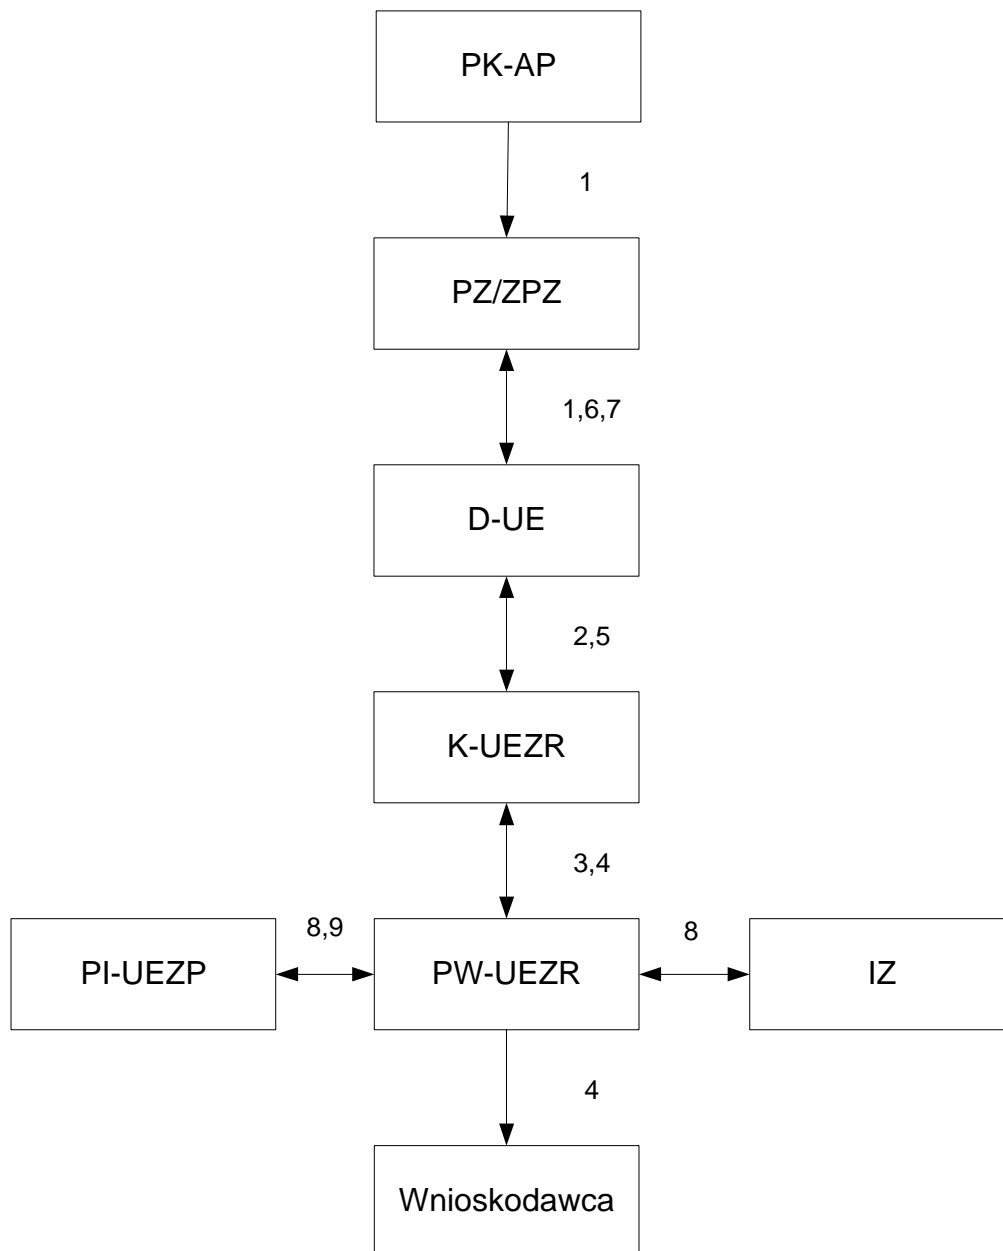 PK-AP
1
PZ/ZPZ
1,6,7
D-UE
2,5
K-UEZR
3,4
PI-UEZP
8,9
PW-UEZR
8
IZ
4
Wnioskodawca